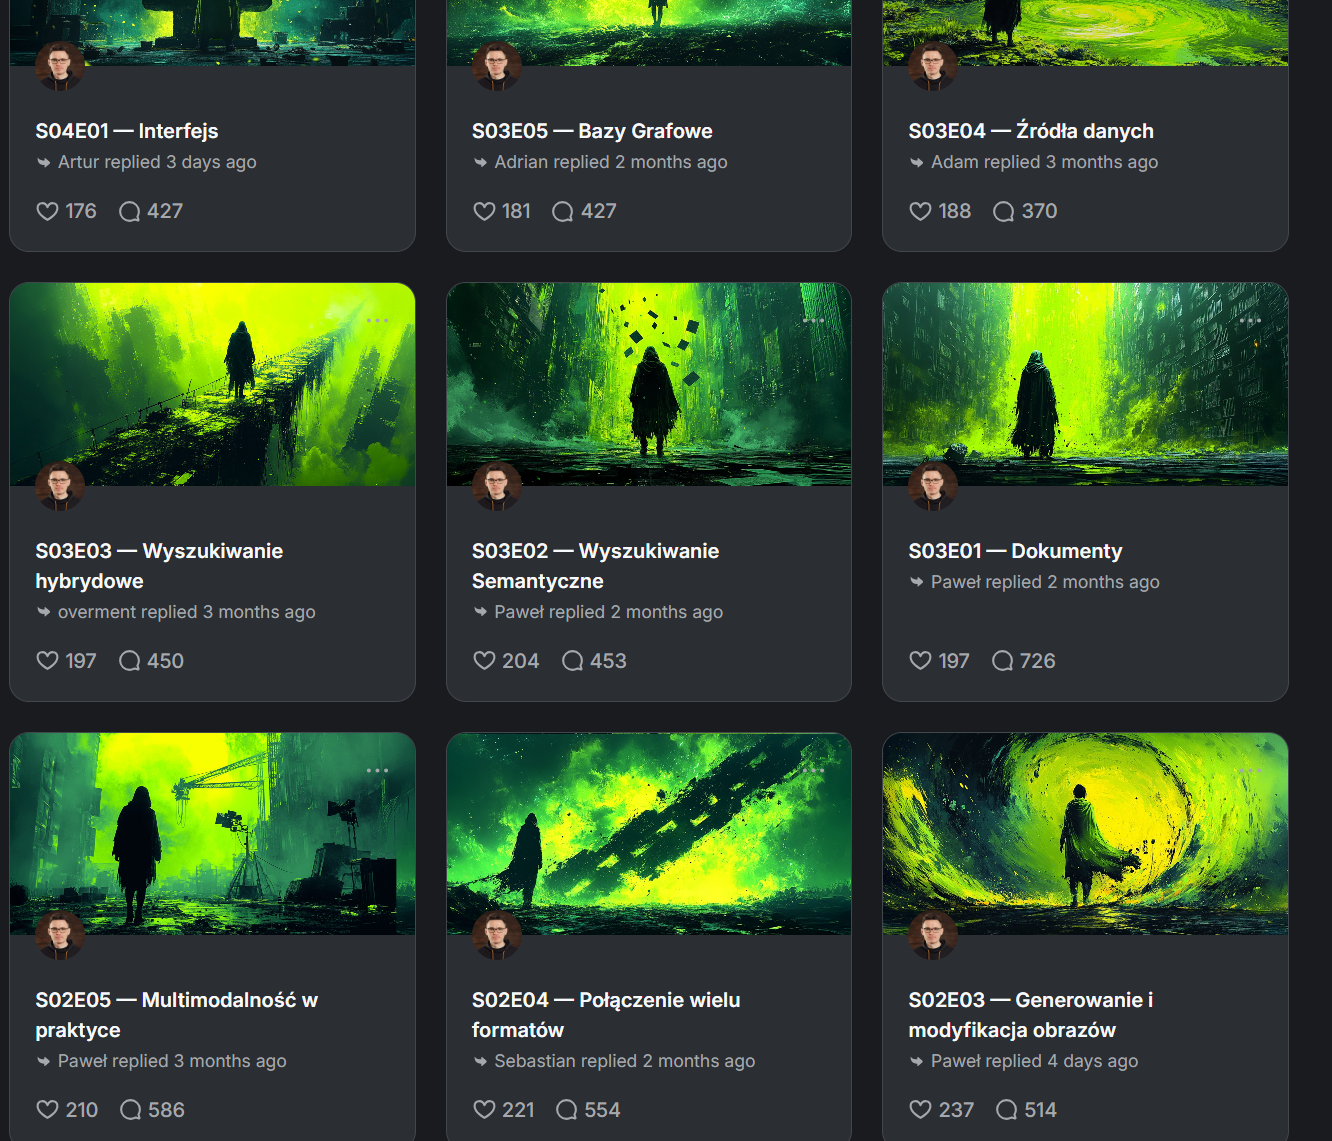 S04E01 — Interfejs
Artur replied 3 days ago
176 427
S03E05 — Bazy Grafowe
Adrian replied 2 months ago
181 427
S03E04 — Źródła danych
Adam replied 3 months ago
188 370
S03E03 — Wyszukiwanie
hybrydowe
overment replied 3 months ago
197 450
S03E02 — Wyszukiwanie
Semantyczne
Paweł replied 2 months ago
204 453
S03E01 — Dokumenty
Paweł replied 2 months ago
197 726
S02E05 — Multimodalność w
praktyce
Paweł replied 3 months ago
210 586
S02E04 — Połączenie wielu
formatów
Sebastian replied 2 months ago
221 554
S02E03 — Generowanie i
modyfikacja obrazów
Paweł replied 4 days ago
237 514